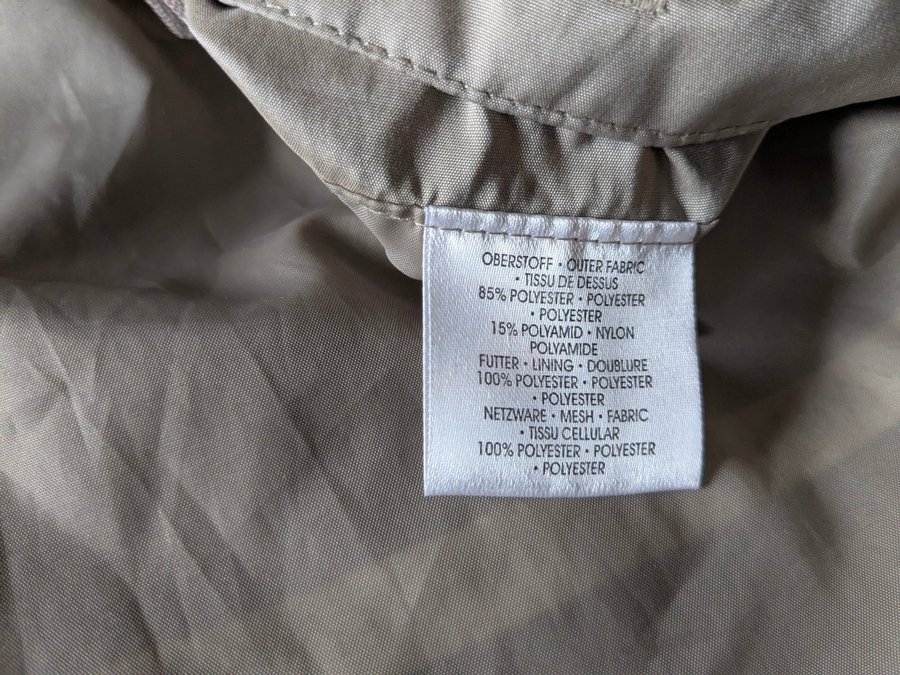 OBERSTOFF • OUTER FABRIC
• TISSU DE DESSUS
85% POLYESTER • POLYESTER
• POLYESTER
15% POLYAMID • NYLON
POLYAMIDE
FUTTER • LINING • DOUBLURE
100% POLYESTER • POLYESTER
• POLYESTER
NETZWARE • MESH • FABRIC
• TISSU CELLULAR
100% POLYESTER • POLYESTER
• POLYESTER